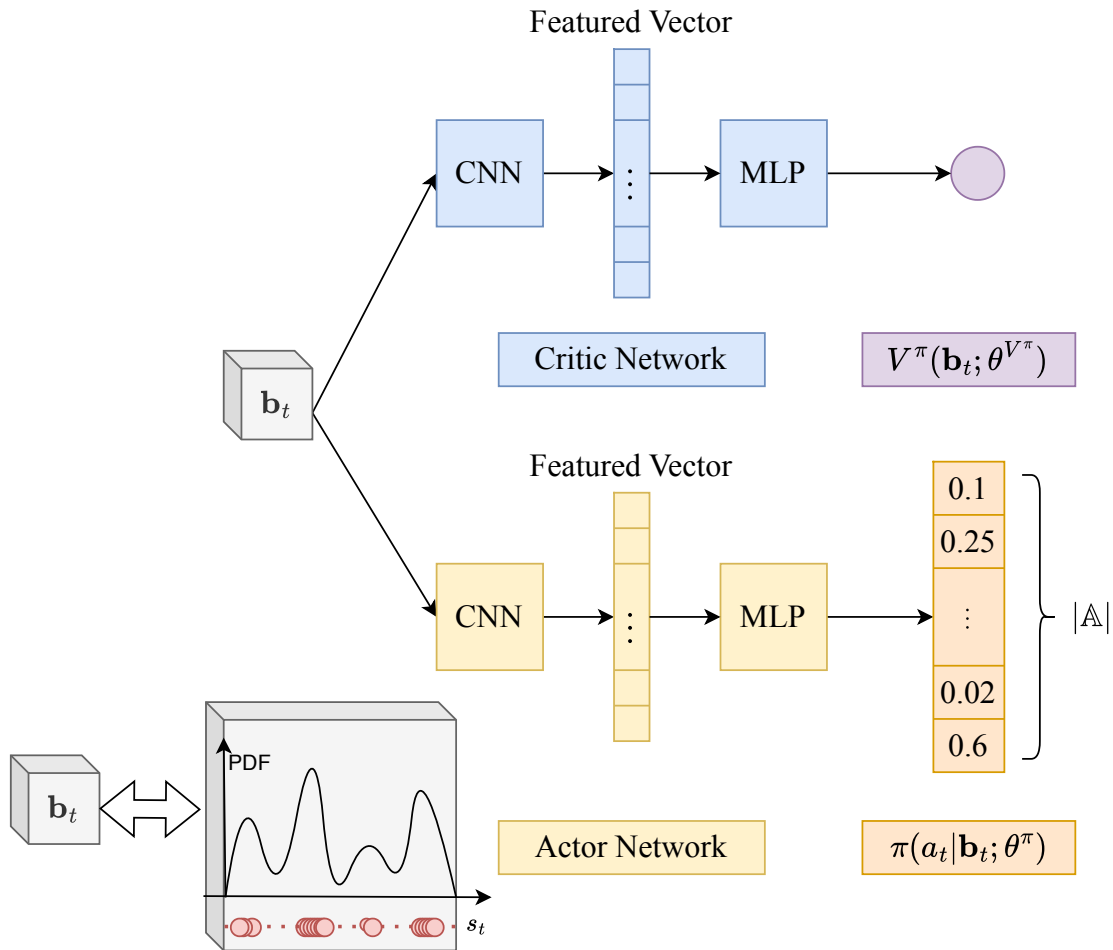 Featured Vector
CNN
⋮
MLP
Critic Network
V^π(b_t; θ^{V^π})
b_t
Featured Vector
CNN
⋮
MLP
0.1
0.25
⋮
0.02
0.6
|𝔸|
PDF
b_t
s_t
Actor Network
π(a_t|b_t; θ^π)